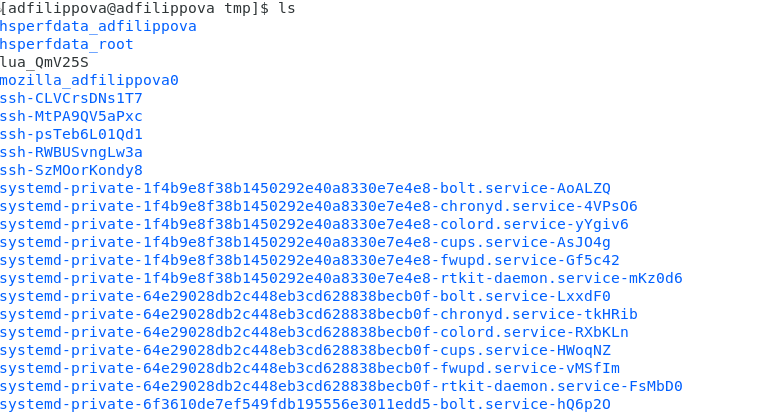 [adfilippova@adfilippova tmp]$ ls
hsperfdata_adfilippova
hsperfdata_root
lua_QmV25S
mozilla_adfilippova0
ssh-CLVCrsDNs1T7
ssh-MtPA9QV5aPxc
ssh-psTeb6L01Qd1
ssh-RWBUSvngLw3a
ssh-SzMOorKondy8
systemd-private-1f4b9e8f38b1450292e40a8330e7e4e8-bolt.service-AoALZQ
systemd-private-1f4b9e8f38b1450292e40a8330e7e4e8-chronyd.service-4VPsO6
systemd-private-1f4b9e8f38b1450292e40a8330e7e4e8-colord.service-yYgiv6
systemd-private-1f4b9e8f38b1450292e40a8330e7e4e8-cups.service-AsJO4g
systemd-private-1f4b9e8f38b1450292e40a8330e7e4e8-fwupd.service-Gf5c42
systemd-private-1f4b9e8f38b1450292e40a8330e7e4e8-rtkit-daemon.service-mKz0d6
systemd-private-64e29028db2c448eb3cd628838becb0f-bolt.service-LxxdF0
systemd-private-64e29028db2c448eb3cd628838becb0f-chronyd.service-tkHRib
systemd-private-64e29028db2c448eb3cd628838becb0f-colord.service-RXbKLn
systemd-private-64e29028db2c448eb3cd628838becb0f-cups.service-HWoqNZ
systemd-private-64e29028db2c448eb3cd628838becb0f-fwupd.service-vMSfIm
systemd-private-64e29028db2c448eb3cd628838becb0f-rtkit-daemon.service-FsMbD0
systemd-private-6f3610de7ef549fdb195556e3011edd5-bolt.service-hQ6p2O